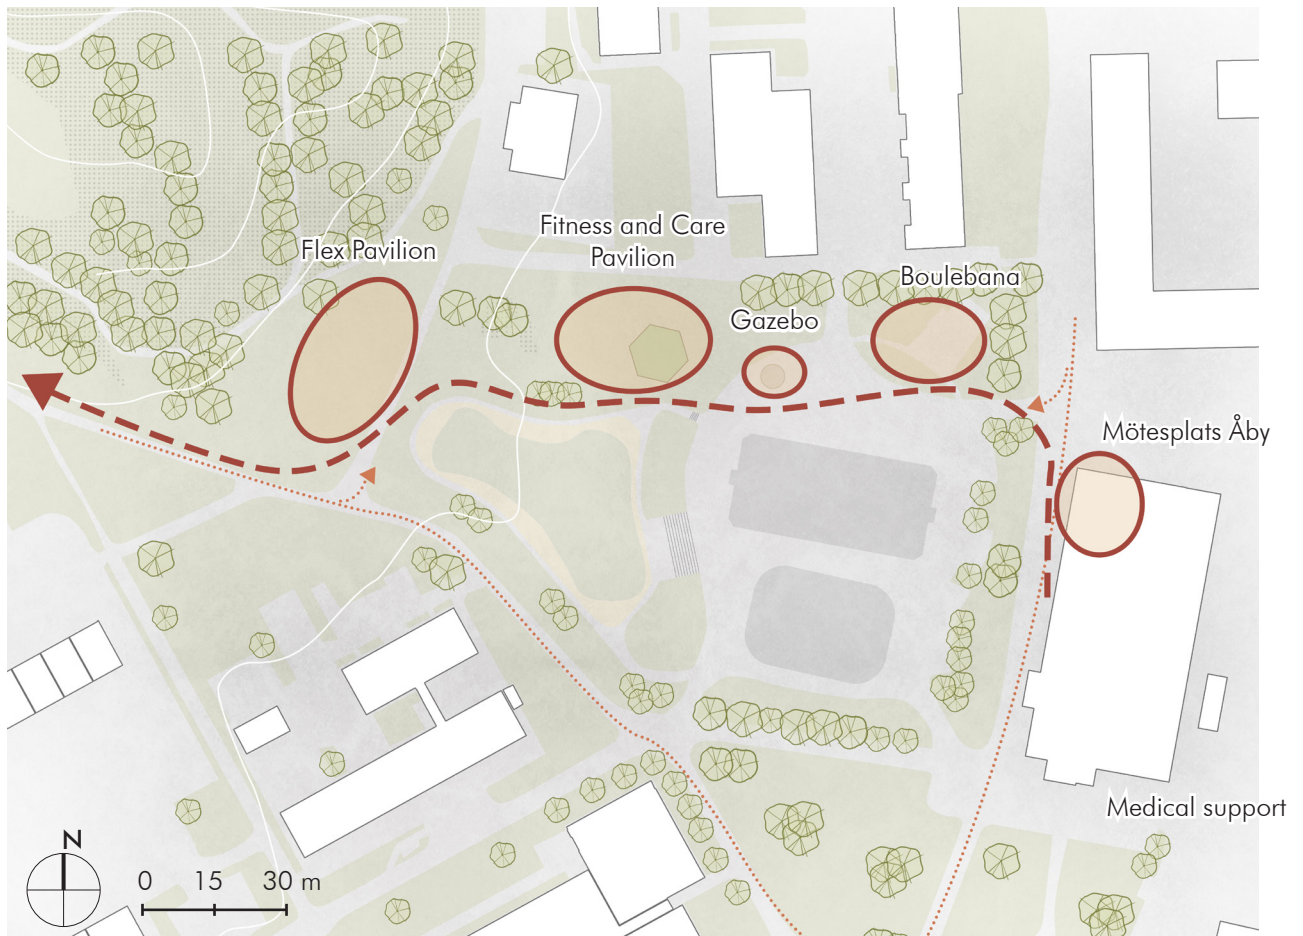 Fitness and Care
Pavilion
Flex Pavilion
Boulebana
Gazebo
Mötesplats Åby
Medical support
N
0 15 30 m